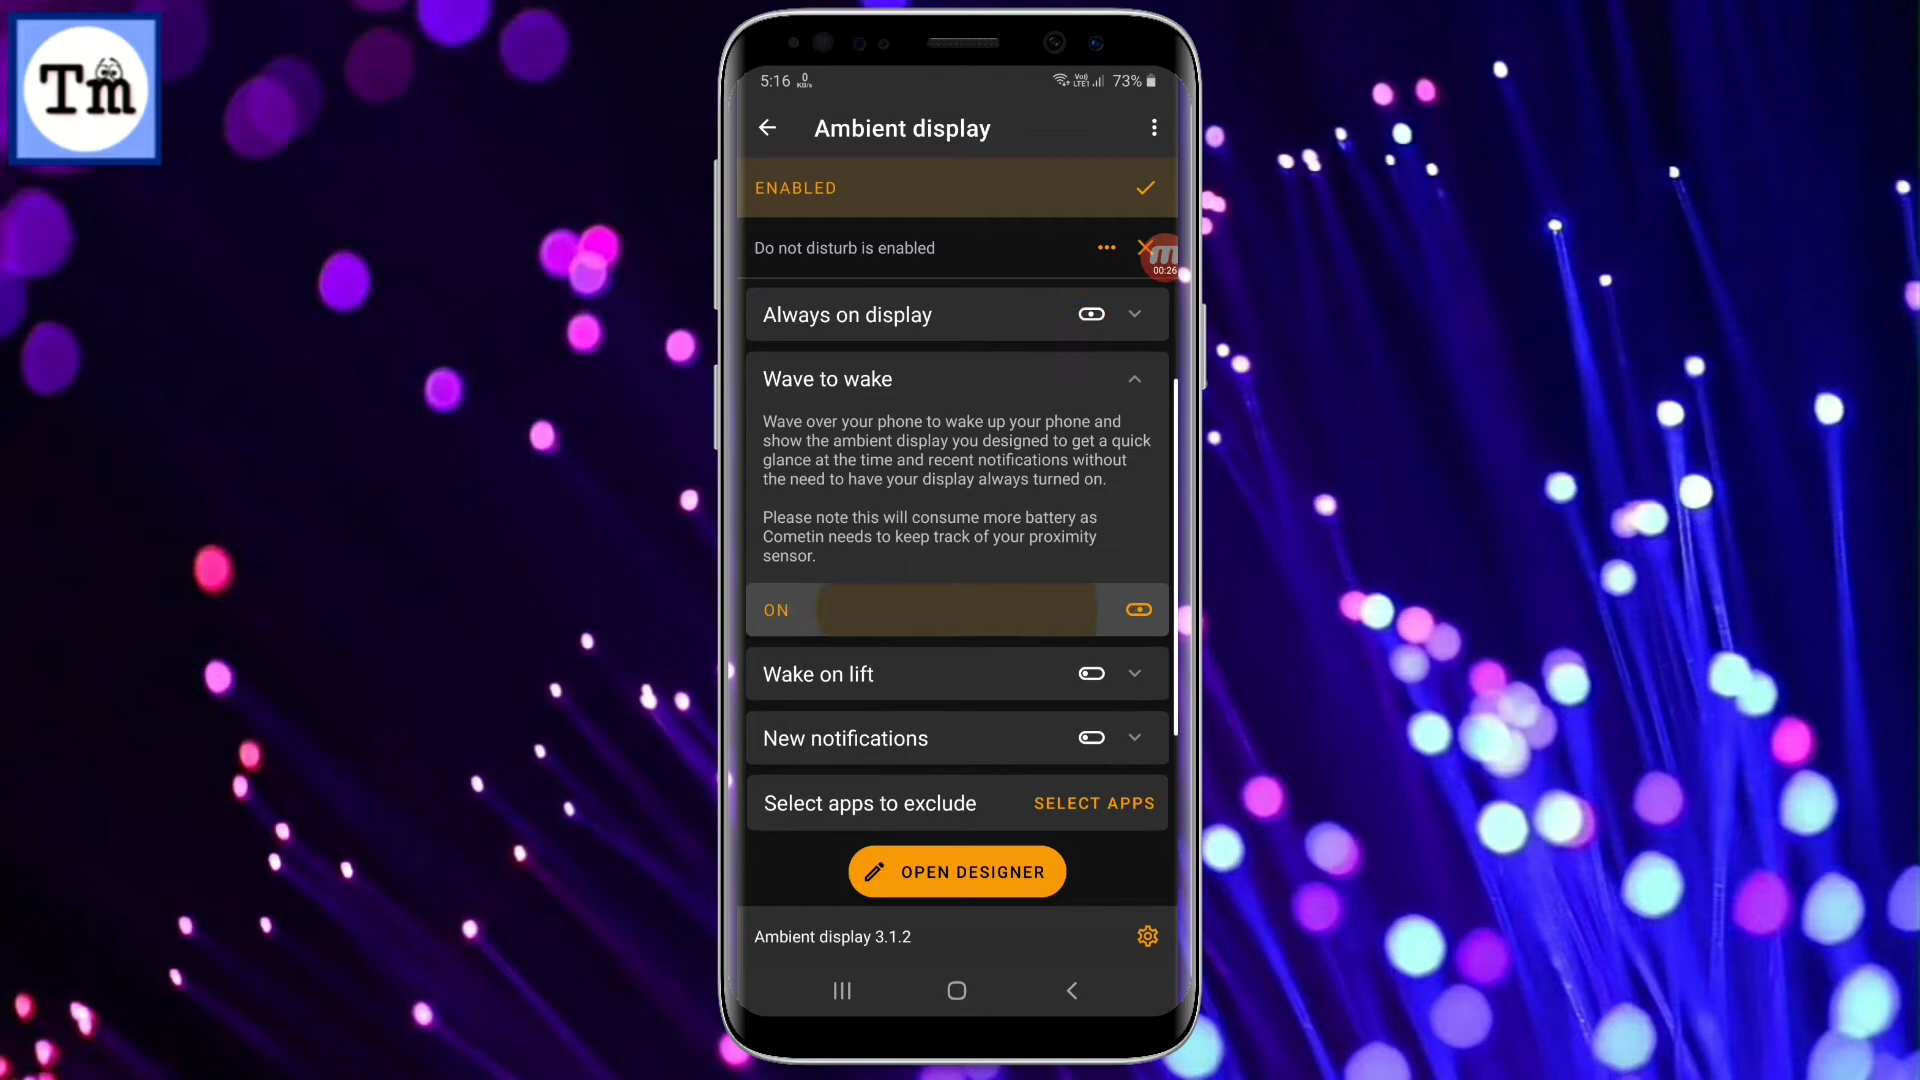 Tm
5:16 0 KB/s Vo) LTE1 73%
Ambient display
ENABLED
Do not disturb is enabled
00:26
Always on display
Wave to wake
Wave over your phone to wake up your phone and
show the ambient display you designed to get a quick
glance at the time and recent notifications without
the need to have your display always turned on.
Please note this will consume more battery as
Cometin needs to keep track of your proximity
sensor.
ON
Wake on lift
New notifications
Select apps to exclude SELECT APPS
OPEN DESIGNER
Ambient display 3.1.2